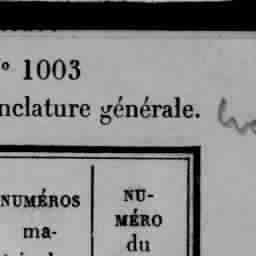 ° 1003
nclature générale.
NUMÉROS
ma-
NU-
MÉRO
du